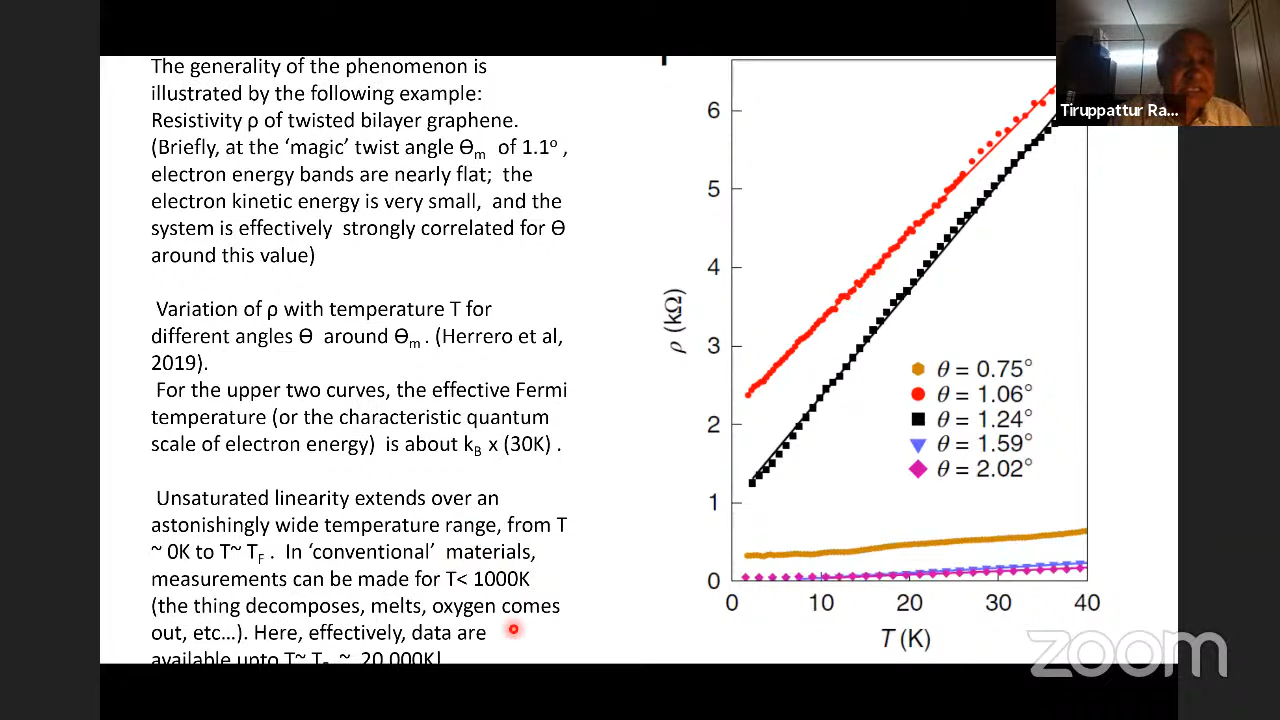 The generality of the phenomenon is
illustrated by the following example:
Resistivity ρ of twisted bilayer graphene.
(Briefly, at the ‘magic’ twist angle ϴm of 1.1º ,
electron energy bands are nearly flat; the
electron kinetic energy is very small, and the
system is effectively strongly correlated for ϴ
around this value)
Variation of ρ with temperature T for
different angles ϴ around ϴm . (Herrero et al,
2019).
For the upper two curves, the effective Fermi
temperature (or the characteristic quantum
scale of electron energy) is about kB x (30K) .
Unsaturated linearity extends over an
astonishingly wide temperature range, from T
~ 0K to T~ TF . In ‘conventional’ materials,
measurements can be made for T< 1000K
(the thing decomposes, melts, oxygen comes
out, etc...). Here, effectively, data are
available upto T~ TF ~ 20,000K!
ρ (kΩ)
6
5
4
3
2
1
0
θ = 0.75°
θ = 1.06°
θ = 1.24°
θ = 1.59°
θ = 2.02°
0 10 20 30 40
T (K)
Tiruppattur Ra...
zoom